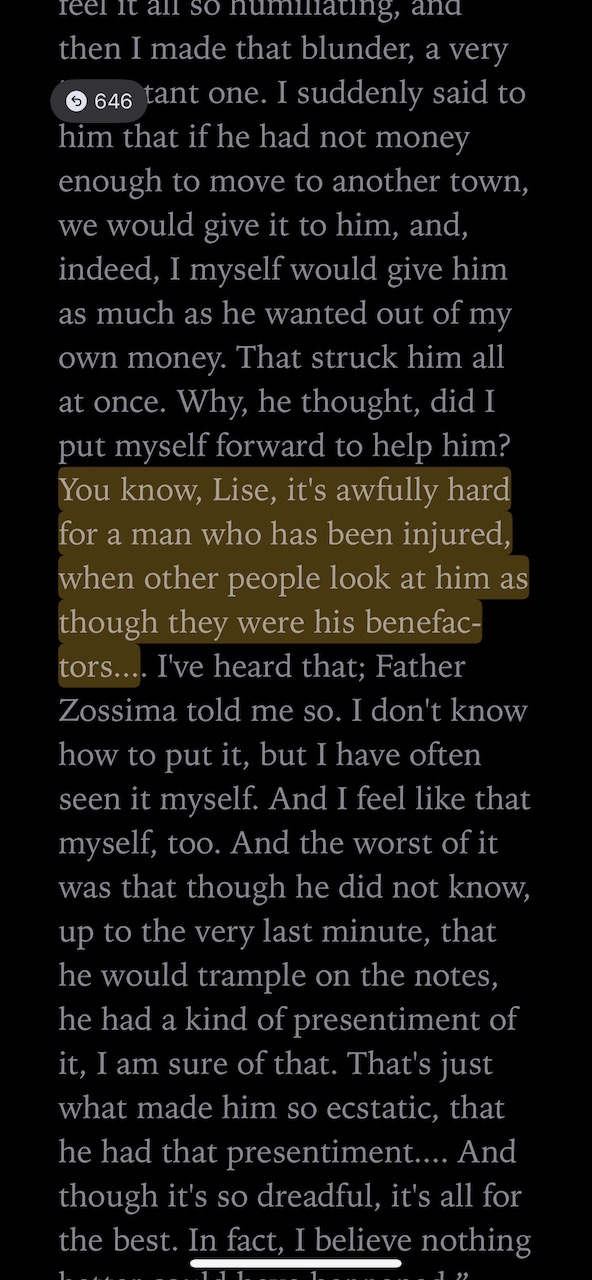 feel it all so humiliating, and
then I made that blunder, a very
tant one. I suddenly said to
646
him that if he had not money
enough to move to another town,
we would give it to him, and,
indeed, I myself would give him
as much as he wanted out of my
own money. That struck him all
at once. Why, he thought, did I
put myself forward to help him?
You know, Lise, it's awfully hard
for a man who has been injured,
when other people look at him as
though they were his benefac-
tors.... I've heard that; Father
Zossima told me so. I don't know
how to put it, but I have often
seen it myself. And I feel like that
myself, too. And the worst of it
was that though he did not know,
up to the very last minute, that
he would trample on the notes,
he had a kind of presentiment of
it, I am sure of that. That's just
what made him so ecstatic, that
he had that presentiment.... And
though it's so dreadful, it's all for
the best. In fact, I believe nothing